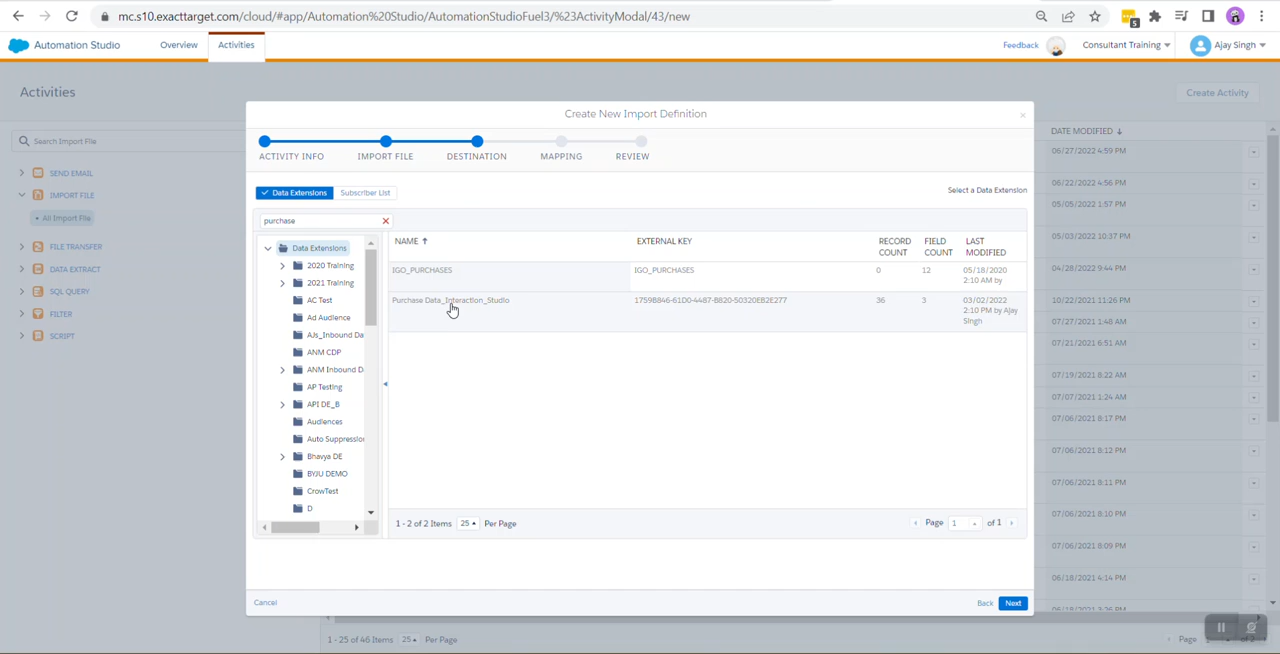 mc.s10.exacttarget.com/cloud/#app/Automation%20Studio/AutomationStudioFuel3/%23ActivityModal/43/new
5
Automation Studio
Overview
Activities
Feedback
Consultant Training
Ajay Singh
Activities
Create Activity
Search Import File
SEND EMAIL
IMPORT FILE
All Import File
FILE TRANSFER
DATA EXTRACT
SQL QUERY
FILTER
SCRIPT
Create New Import Definition
ACTIVITY INFO
IMPORT FILE
DESTINATION
MAPPING
REVIEW
Data Extensions
Subscriber List
Select a Data Extension
purchase
Data Extensions
2020 Training
2021 Training
AC Test
Ad Audience
AJs_Inbound Da
ANM CDP
ANM Inbound D
AP Testing
API DE_B
Audiences
Auto Suppression
Bhavya DE
BYJU DEMO
CrowTest
D
NAME
EXTERNAL KEY
RECORD COUNT
FIELD COUNT
LAST MODIFIED
IGO_PURCHASES
IGO_PURCHASES
0
12
05/18/2020
2:10 AM by
Purchase Data_Interaction_Studio
1759B846-61D0-4487-8B20-50320EB2E277
36
3
03/02/2022
2:10 PM by Ajay
Singh
1 - 2 of 2 Items
25
Per Page
Page
1
of 1
Cancel
Back
Next
DATE MODIFIED
06/27/2022 4:59 PM
06/22/2022 4:56 PM
05/05/2022 1:57 PM
05/03/2022 10:37 PM
04/28/2022 9:44 PM
10/22/2021 11:26 PM
07/27/2021 1:48 AM
07/21/2021 6:51 AM
07/19/2021 8:22 AM
07/07/2021 1:24 AM
07/06/2021 8:17 PM
07/06/2021 8:12 PM
07/06/2021 8:11 PM
07/06/2021 8:10 PM
07/06/2021 8:09 PM
06/18/2021 4:14 PM
06/18/2021 3:26 PM
1 - 25 of 46 Items
25
Per Page
Page